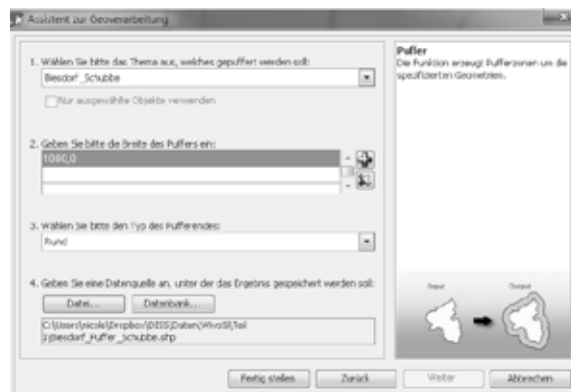 Assistent zur Geoverarbeitung
1. Wählen Sie bitte das Thema aus, welches gepuffert werden soll:
Biesdorf_Schubbe
Nur ausgewählte Objekte verwenden
2. Geben Sie bitte die Breite des Puffers ein:
1080,0
3. Wählen Sie bitte den Typ des Pufferendes:
Rund
4. Geben Sie eine Datenquelle an, unter der das Ergebnis gespeichert werden soll:
Datei... Datenbank...
C:\Users\nicole\Dropbox\DISS\Daten\WivoSil\Teil
\Biesdorf_Puffer_Schubbe.shp
Puffer
Die Funktion erzeugt Pufferzonen um die
spezifizierten Geometrien.
Input Output
Fertig stellen Zurück Weiter Abbrechen